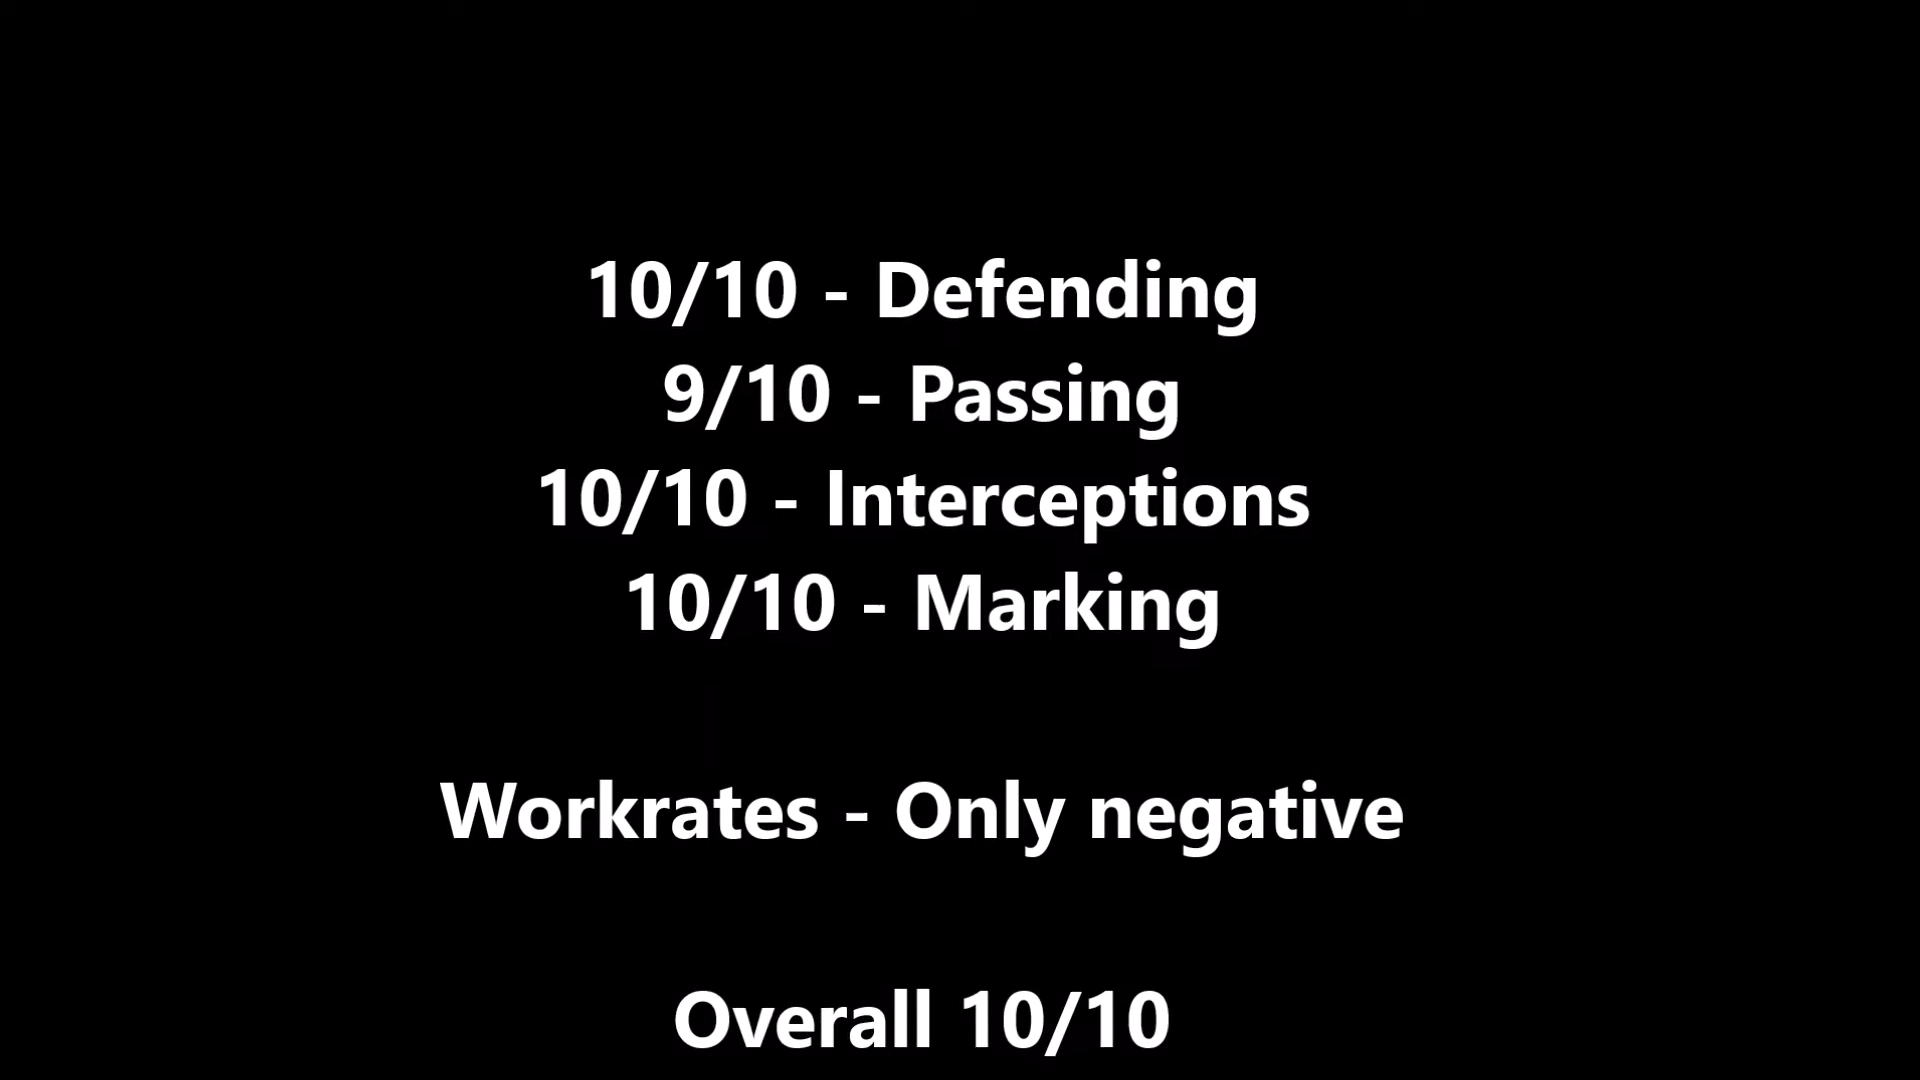 10/10 - Defending
9/10 - Passing
10/10 - Interceptions
10/10 - Marking
Workrates - Only negative
Overall 10/10